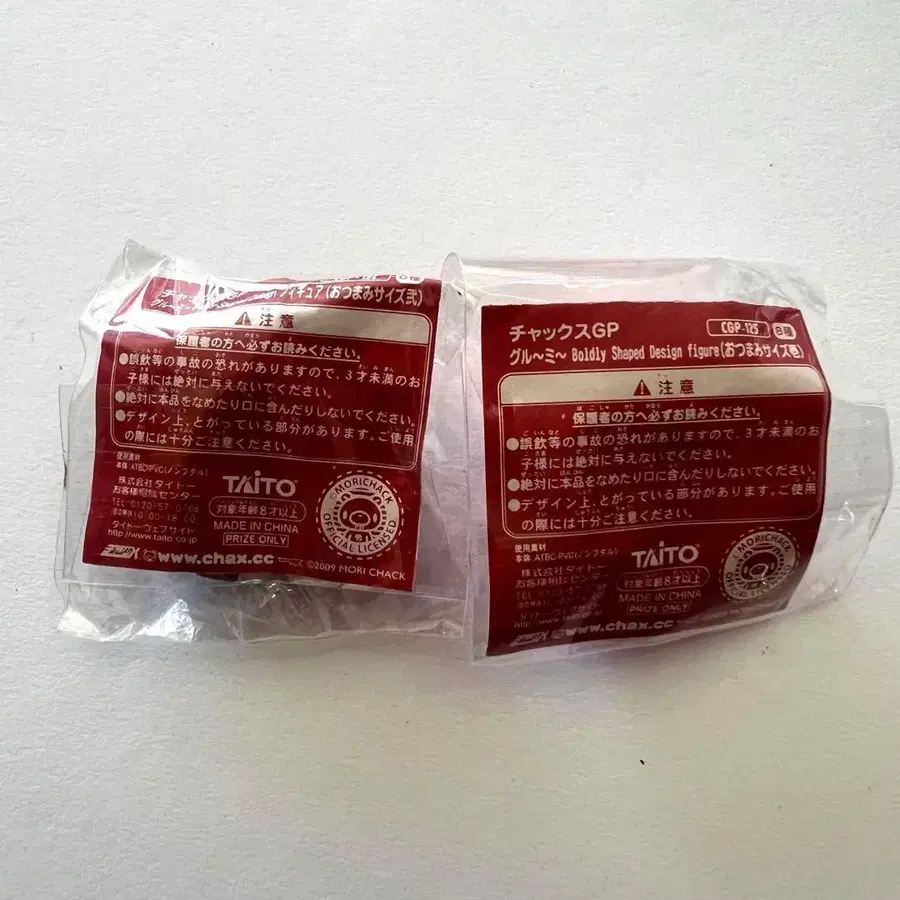 フィギュア(おつまみサイズ弐)
注意
保護者の方へ必ずお読みください。
●誤飲等の事故の恐れがありますので、3才未満のお
子様には絶対に与えないでください。
●絶対に本品をなめたり口に含んだりしないでください。
●デザイン上、とがっている部分があります。ご使用
の際には十分ご注意ください。
使用素材
本体:ATBC-PVC(ノンフタル)
株式会社タイトー
お客様相談センター
タイトーウェブサイト
http://www.taito.co.jp
www.chax.cc
TAITO
対象年齢8才以上
MADE IN CHINA
PRIZE ONLY
©MORICHACK
OFFICIAL LICENSED
©2009 MORI CHACK
チャックスGP
CGP-125
グル〜ミ〜 Boldly Shaped Design figure(おつまみサイズ壱)
注意
保護者の方へ必ずお読みください。
●誤飲等の事故の恐れがありますので、3才未満のお
子様には絶対に与えないでください。
●絶対に本品をなめたり口に含んだりしないでください。
●デザイン上、とがっている部分があります。ご使用
の際には十分ご注意ください。
使用素材
本体:ATBC-PVC(ノンフタル)
株式会社タイトー
お客様相談センター
TAITO
対象年齢8才以上
MADE IN CHINA
PRIZE ONLY
©MORICHACK
OFFICIAL LICENSED
www.chax.cc